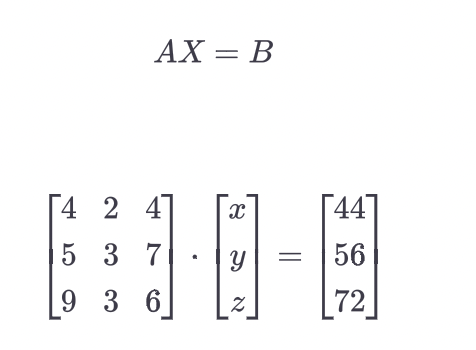 AX = B
[4 2 4] [x] [44]
[5 3 7] · [y] = [56]
[9 3 6] [z] [72]